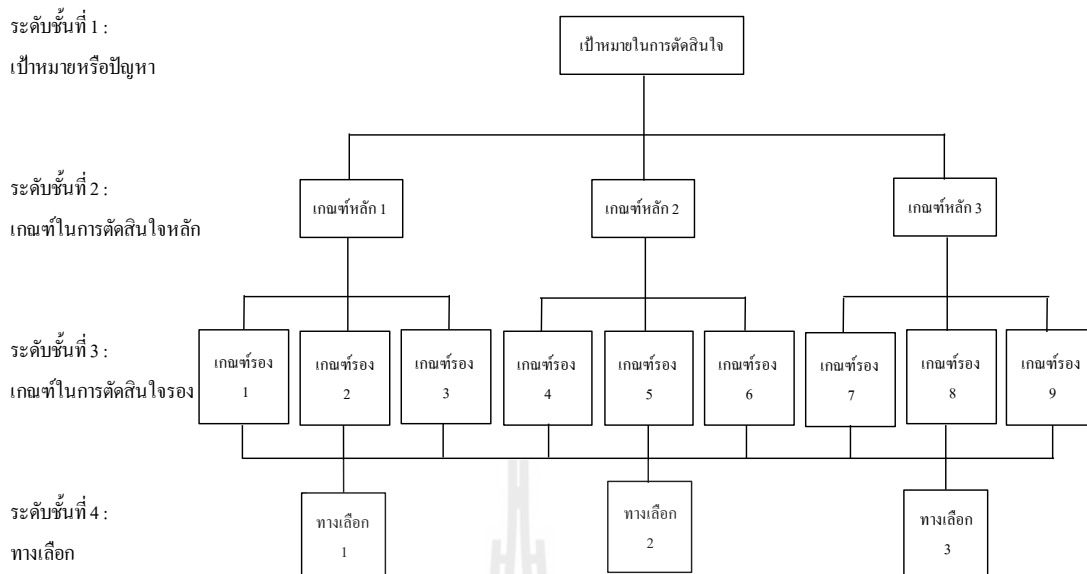 ระดับชั้นที่ 1 :
เป้าหมายหรือปัญหา
เป้าหมายในการตัดสินใจ
ระดับชั้นที่ 2 :
เกณฑ์ในการตัดสินใจหลัก
เกณฑ์หลัก 1
เกณฑ์หลัก 2
เกณฑ์หลัก 3
ระดับชั้นที่ 3 :
เกณฑ์ในการตัดสินใจรอง
เกณฑ์รอง
1
เกณฑ์รอง
2
เกณฑ์รอง
3
เกณฑ์รอง
4
เกณฑ์รอง
5
เกณฑ์รอง
6
เกณฑ์รอง
7
เกณฑ์รอง
8
เกณฑ์รอง
9
ระดับชั้นที่ 4 :
ทางเลือก
ทางเลือก
1
ทางเลือก
2
ทางเลือก
3